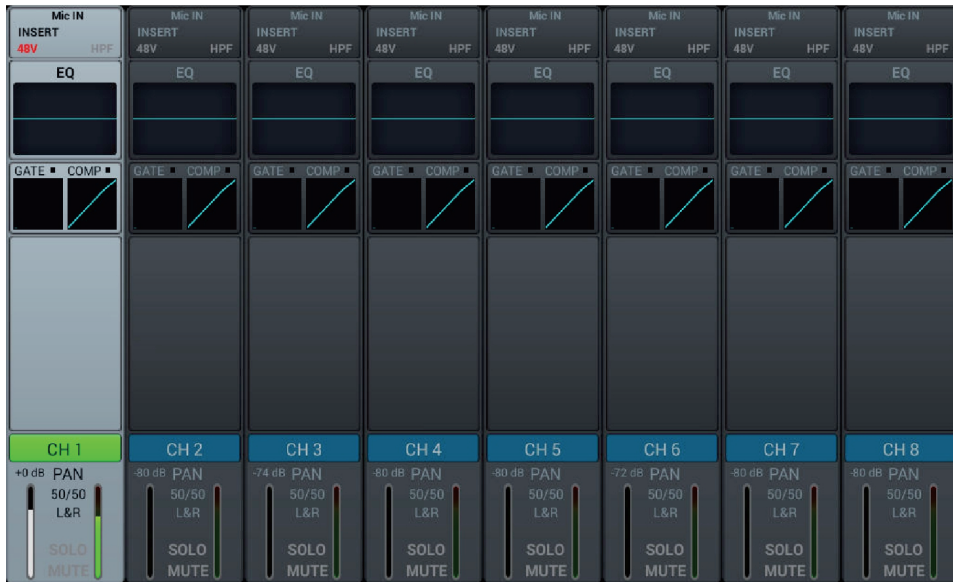 Mic IN Mic IN Mic IN Mic IN Mic IN Mic IN Mic IN Mic IN
INSERT INSERT INSERT INSERT INSERT INSERT INSERT INSERT
48V HPF 48V HPF 48V HPF 48V HPF 48V HPF 48V HPF 48V HPF 48V HPF
EQ EQ EQ EQ EQ EQ EQ EQ
GATE COMP GATE COMP GATE COMP GATE COMP GATE COMP GATE COMP GATE COMP GATE COMP
CH 1 CH 2 CH 3 CH 4 CH 5 CH 6 CH 7 CH 8
+0 dB PAN -80 dB PAN -74 dB PAN -80 dB PAN -80 dB PAN -72 dB PAN -80 dB PAN -80 dB PAN
50/50 50/50 50/50 50/50 50/50 50/50 50/50 50/50
L&R L&R L&R L&R L&R L&R L&R L&R
SOLO SOLO SOLO SOLO SOLO SOLO SOLO SOLO
MUTE MUTE MUTE MUTE MUTE MUTE MUTE MUTE